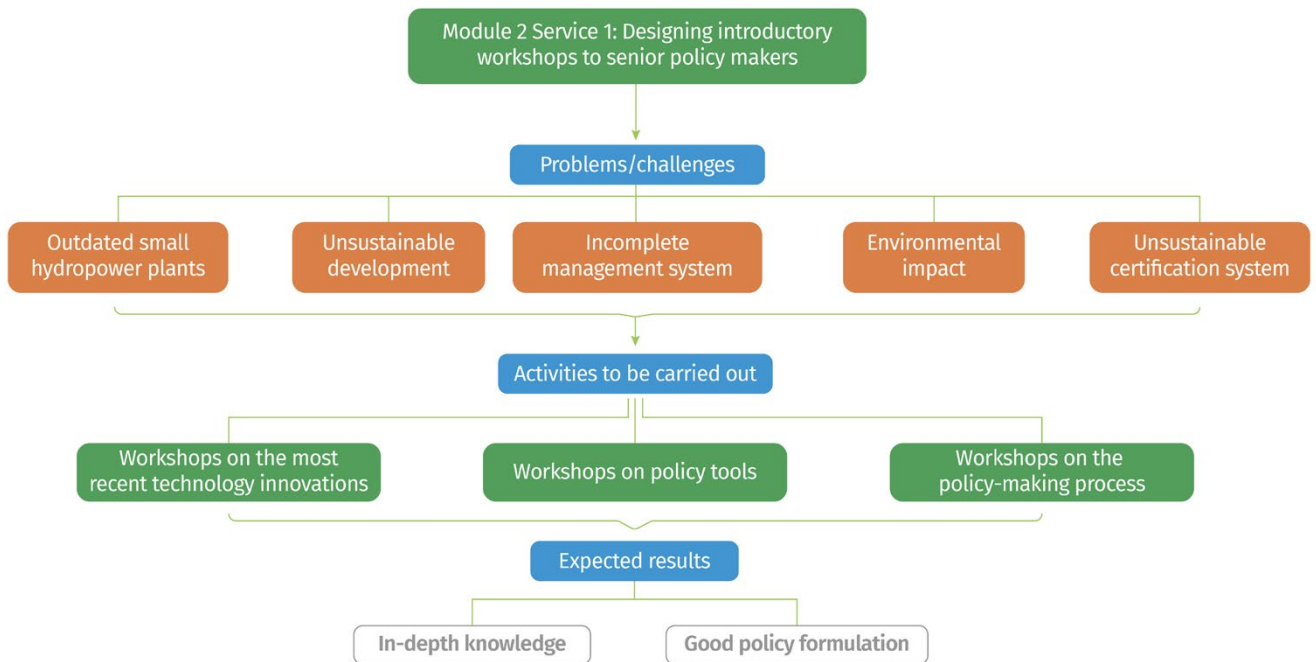 Module 2 Service 1: Designing introductory
workshops to senior policy makers
Problems/challenges
Outdated small
hydropower plants
Unsustainable
development
Incomplete
management system
Environmental
impact
Unsustainable
certification system
Activities to be carried out
Workshops on the most
recent technology innovations
Workshops on policy tools
Workshops on the
policy-making process
Expected results
In-depth knowledge
Good policy formulation